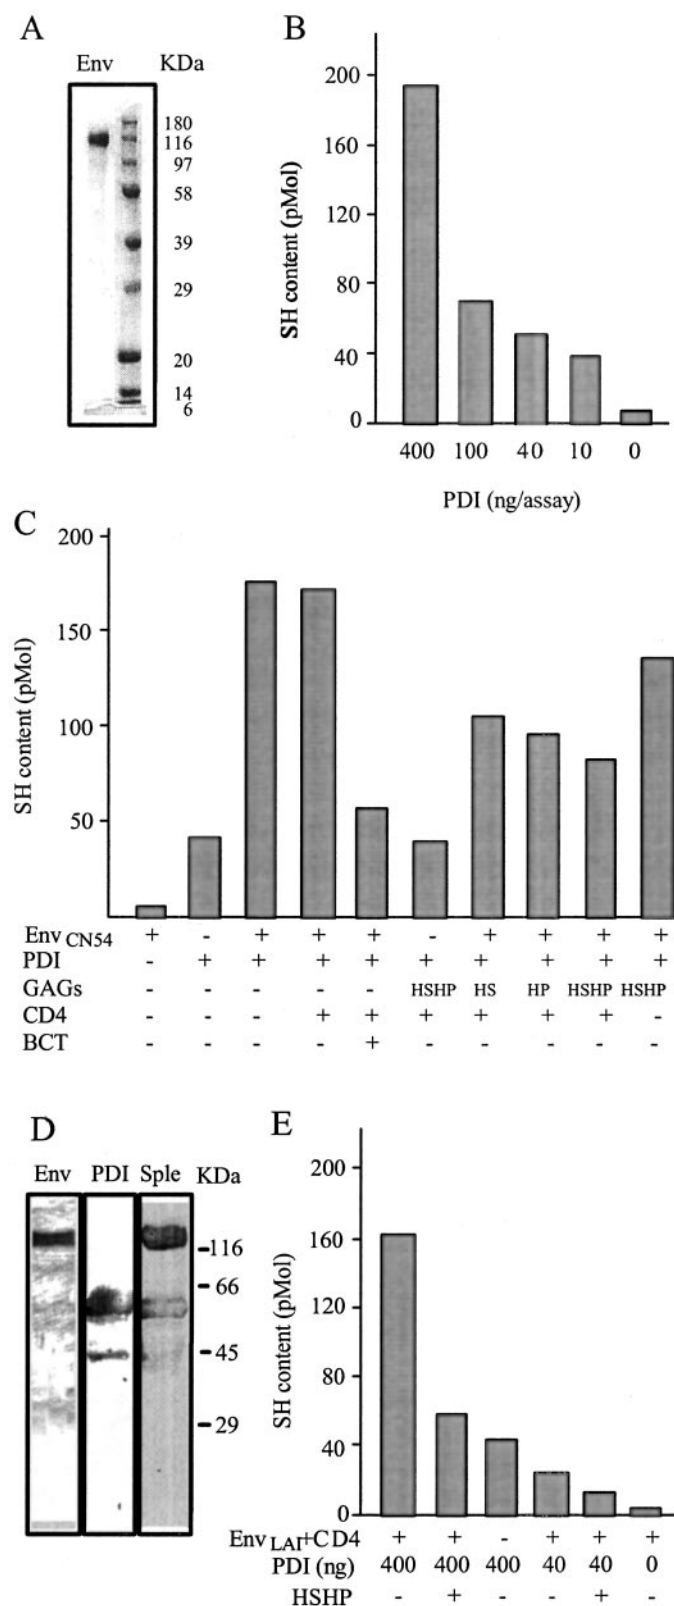 A
Env KDa
180
116
97
58
39
29
20
14
6
B
SH content (pMol)
200
160
120
80
40
0
400 100 40 10 0
PDI (ng/assay)
C
SH content (pMol)
200
150
100
50
Env CN54 + - + + + - + + + +
PDI - + + + + + + + + +
GAGs - - - - - HSHP HS HP HSHP HSHP
CD4 - - - + + + + + + -
BCT - - - - + - - - - -
D
Env PDI Sple KDa
116
66
45
29
E
SH content (pMol)
200
160
120
80
40
0
Env LAI+CD4 + + - + + +
PDI (ng) 400 400 400 40 40 0
HSHP - + - - + -